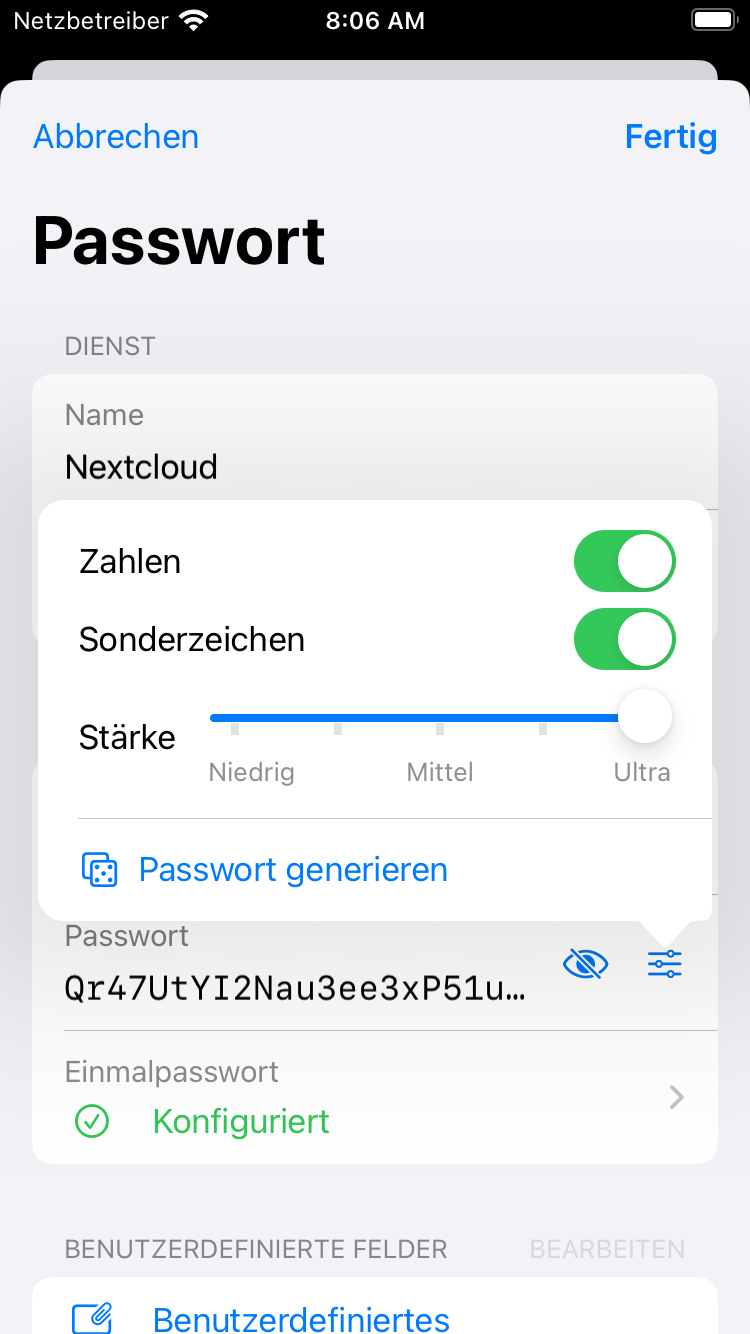 Netzbetreiber 8:06 AM
Abbrechen Fertig
Passwort
DIENST
Name
Nextcloud
Zahlen
Sonderzeichen
Stärke
Niedrig Mittel Ultra
Passwort generieren
Passwort
Qr47UtYI2Nau3ee3xP51u…
Einmalpasswort
Konfiguriert
BENUTZERDEFINIERTE FELDER BEARBEITEN
Benutzerdefiniertes